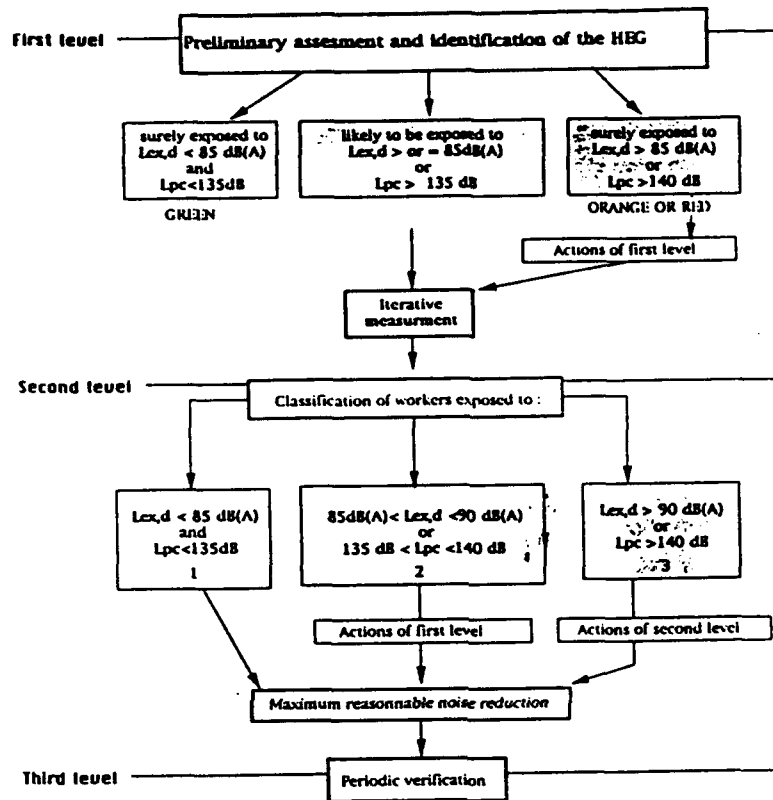 First level
Preliminary assesment and identification of the HEG
surely exposed to
Lex,d < 85 dB(A)
and
Lpc<135dB
GREEN
likely to be exposed to
Lex,d > or = 85dB(A)
or
Lpc > 135 dB
surely exposed to
Lex,d > 85 dB(A)
or
Lpc >140 dB
ORANGE OR RED
Actions of first level
Iterative
measurment
Second level
Classification of workers exposed to :
Lex,d < 85 dB(A)
and
Lpc<135dB
1
85dB(A)< Lex,d <90 dB(A)
or
135 dB < Lpc <140 dB
2
Lex,d > 90 dB(A)
or
Lpc >140 dB
3
Actions of first level
Actions of second level
Maximum reasonnable noise reduction
Third level
Periodic verification